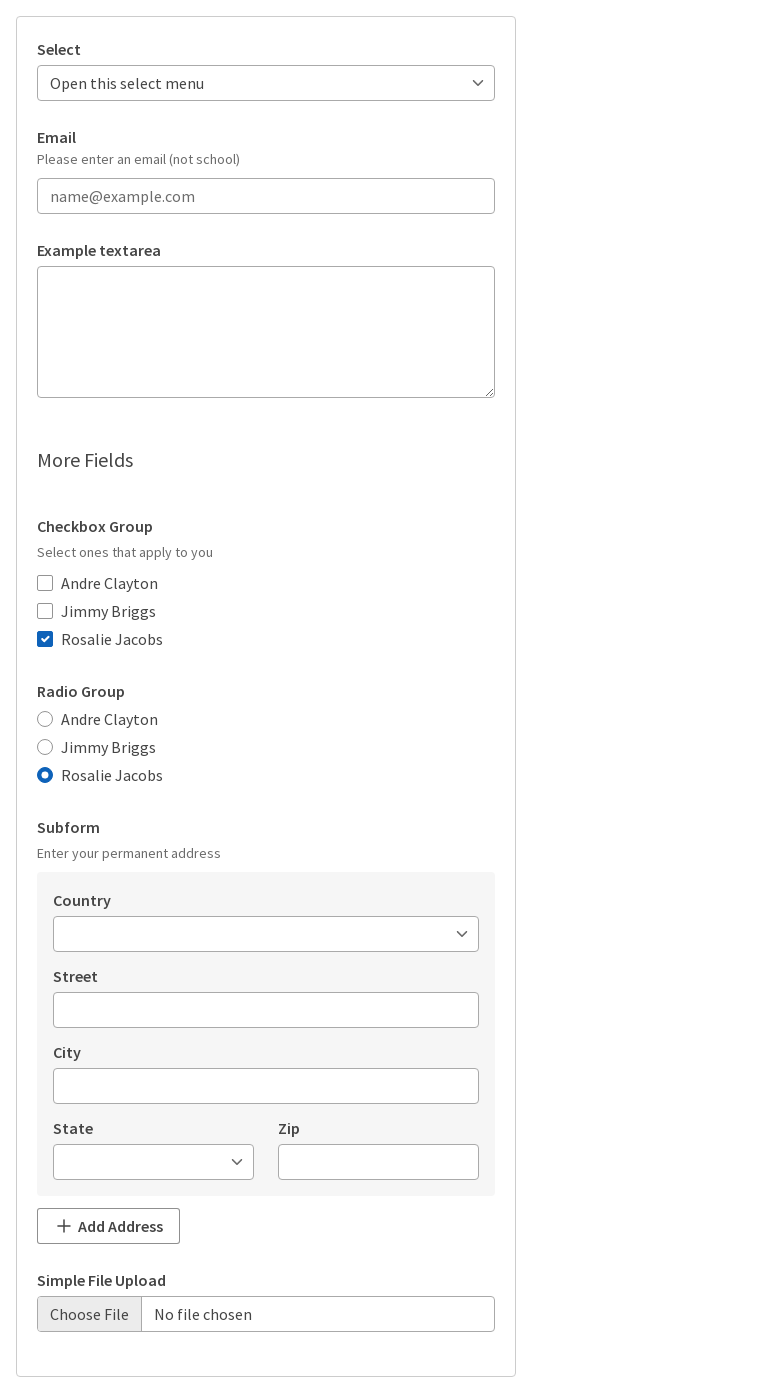 Select
Open this select menu
Email
Please enter an email (not school)
name@example.com
Example textarea
More Fields
Checkbox Group
Select ones that apply to you
Andre Clayton
Jimmy Briggs
Rosalie Jacobs
Radio Group
Andre Clayton
Jimmy Briggs
Rosalie Jacobs
Subform
Enter your permanent address
Country
Street
City
State Zip
Add Address
Simple File Upload
Choose File No file chosen